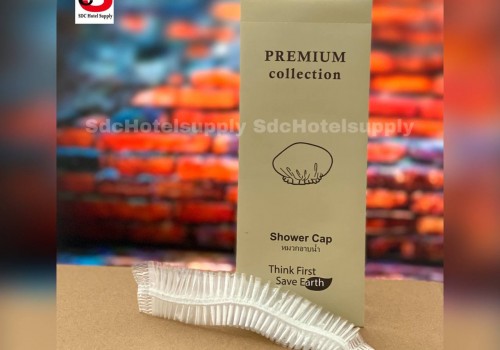 SDC Hotel Supply
PREMIUM
collection
SdcHotelsupply SdcHotelsupply
Shower Cap
หมวกอาบน้ำ
Think First
Save Earth